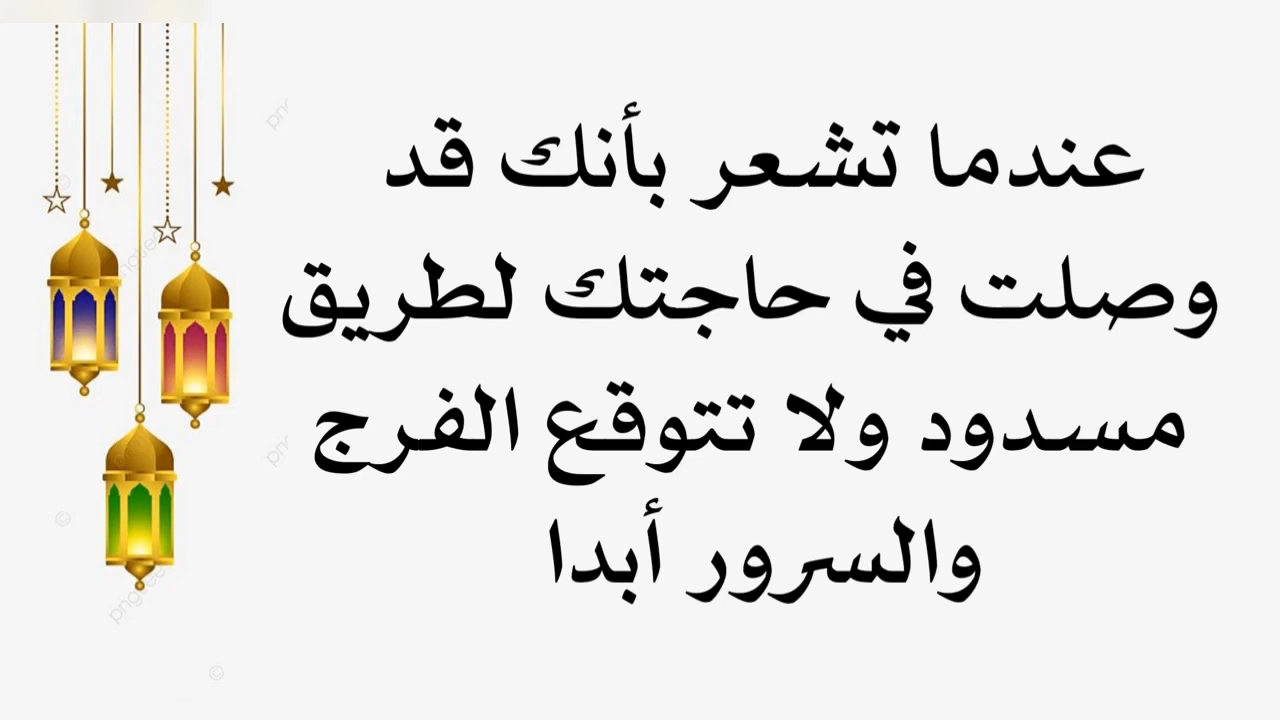 عندما تشعر بأنك قد
وصلت في حاجتك لطريق
مسدود ولا تتوقع الفرج
والسرور أبدا